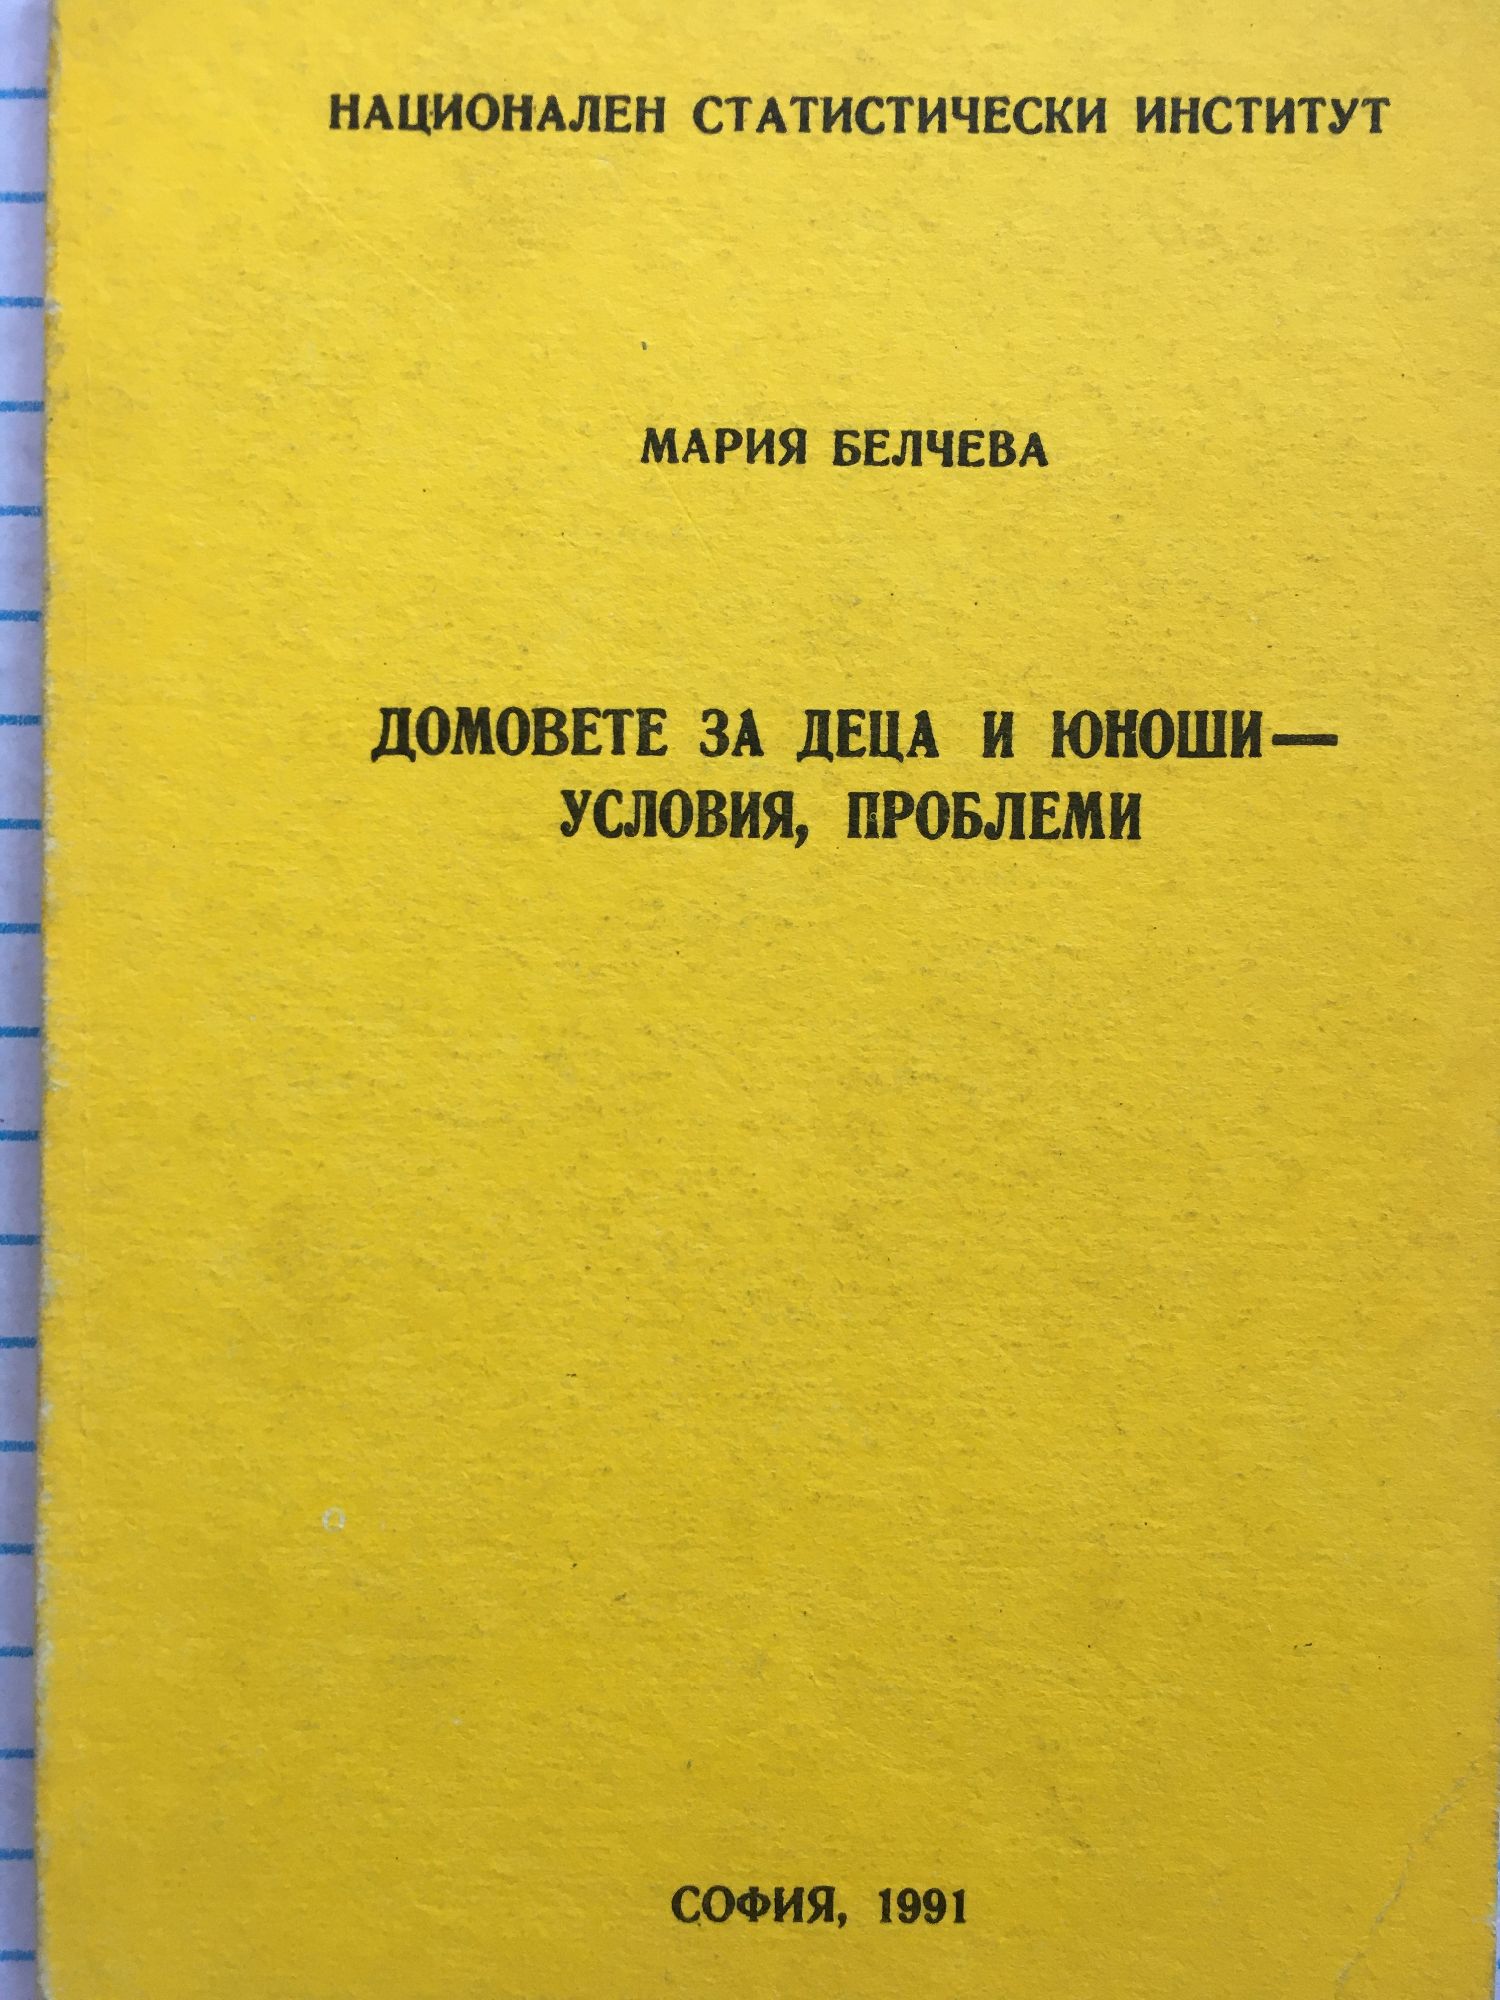 НАЦИОНАЛЕН СТАТИСТИЧЕСКИ ИНСТИТУТ
МАРИЯ БЕЛЧЕВА
ДОМОВЕТЕ ЗА ДЕЦА И ЮНОШИ—
УСЛОВИЯ, ПРОБЛЕМИ
СОФИЯ, 1991